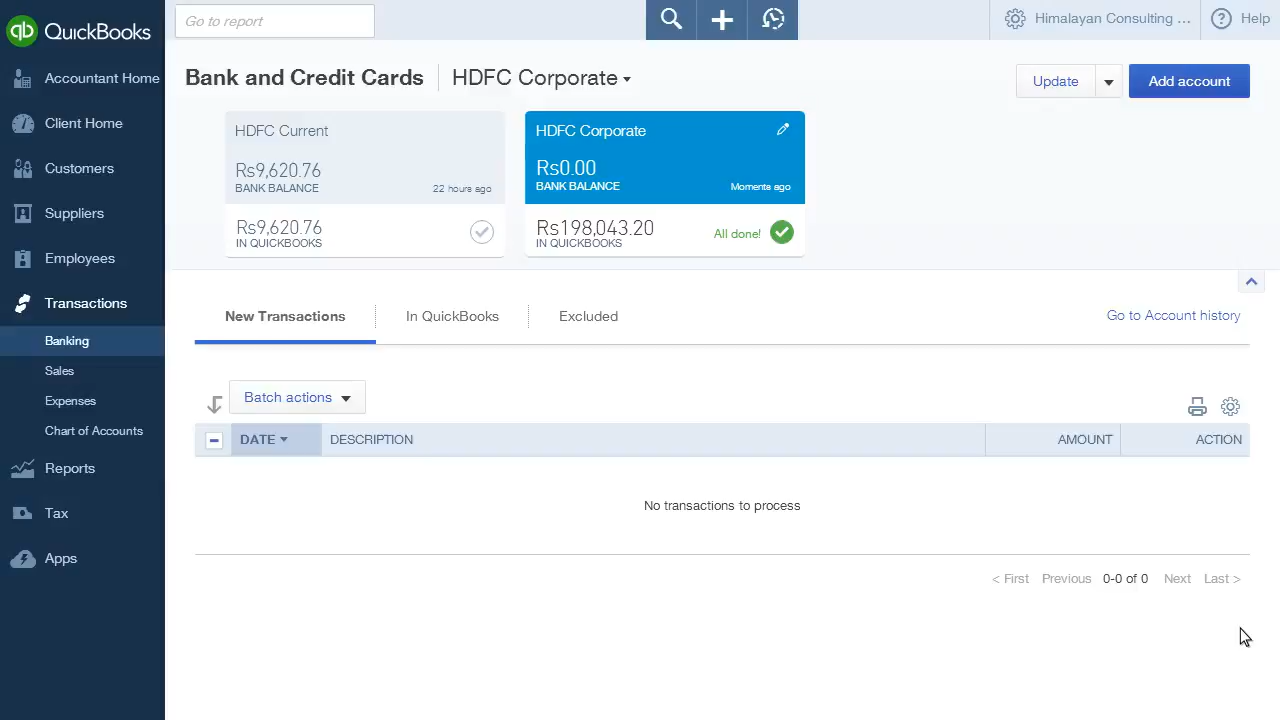 qb QuickBooks
Go to report
Himalayan Consulting ...
Help
Accountant Home
Client Home
Customers
Suppliers
Employees
Transactions
Banking
Sales
Expenses
Chart of Accounts
Reports
Tax
Apps
Bank and Credit Cards
HDFC Corporate
Update
Add account
HDFC Current
Rs9,620.76
BANK BALANCE
22 hours ago
Rs9,620.76
IN QUICKBOOKS
HDFC Corporate
Rs0.00
BANK BALANCE
Moments ago
Rs198,043.20
IN QUICKBOOKS
All done!
New Transactions
In QuickBooks
Excluded
Go to Account history
Batch actions
DATE DESCRIPTION AMOUNT ACTION
No transactions to process
< First Previous 0-0 of 0 Next Last >